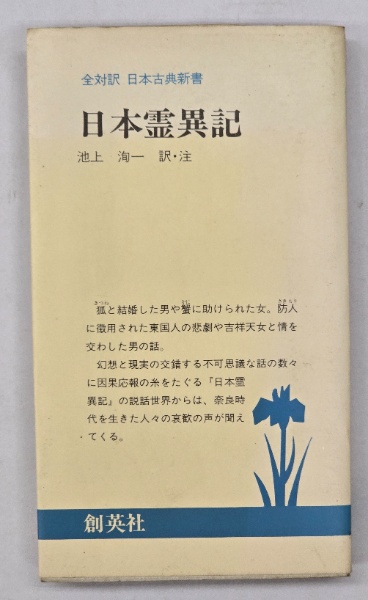 全対訳 日本古典新書
日本霊異記
池上 洵一 訳・注
狐と結婚した男や蟹に助けられた女。防人
に徴用された東国人の悲劇や吉祥天女と情を
交わした男の話。
幻想と現実の交錯する不可思議な話の数々
に因果応報の糸をたぐる『日本霊
異記』の説話世界からは、奈良時
代を生きた人々の哀歓の声が聞え
てくる。
創英社